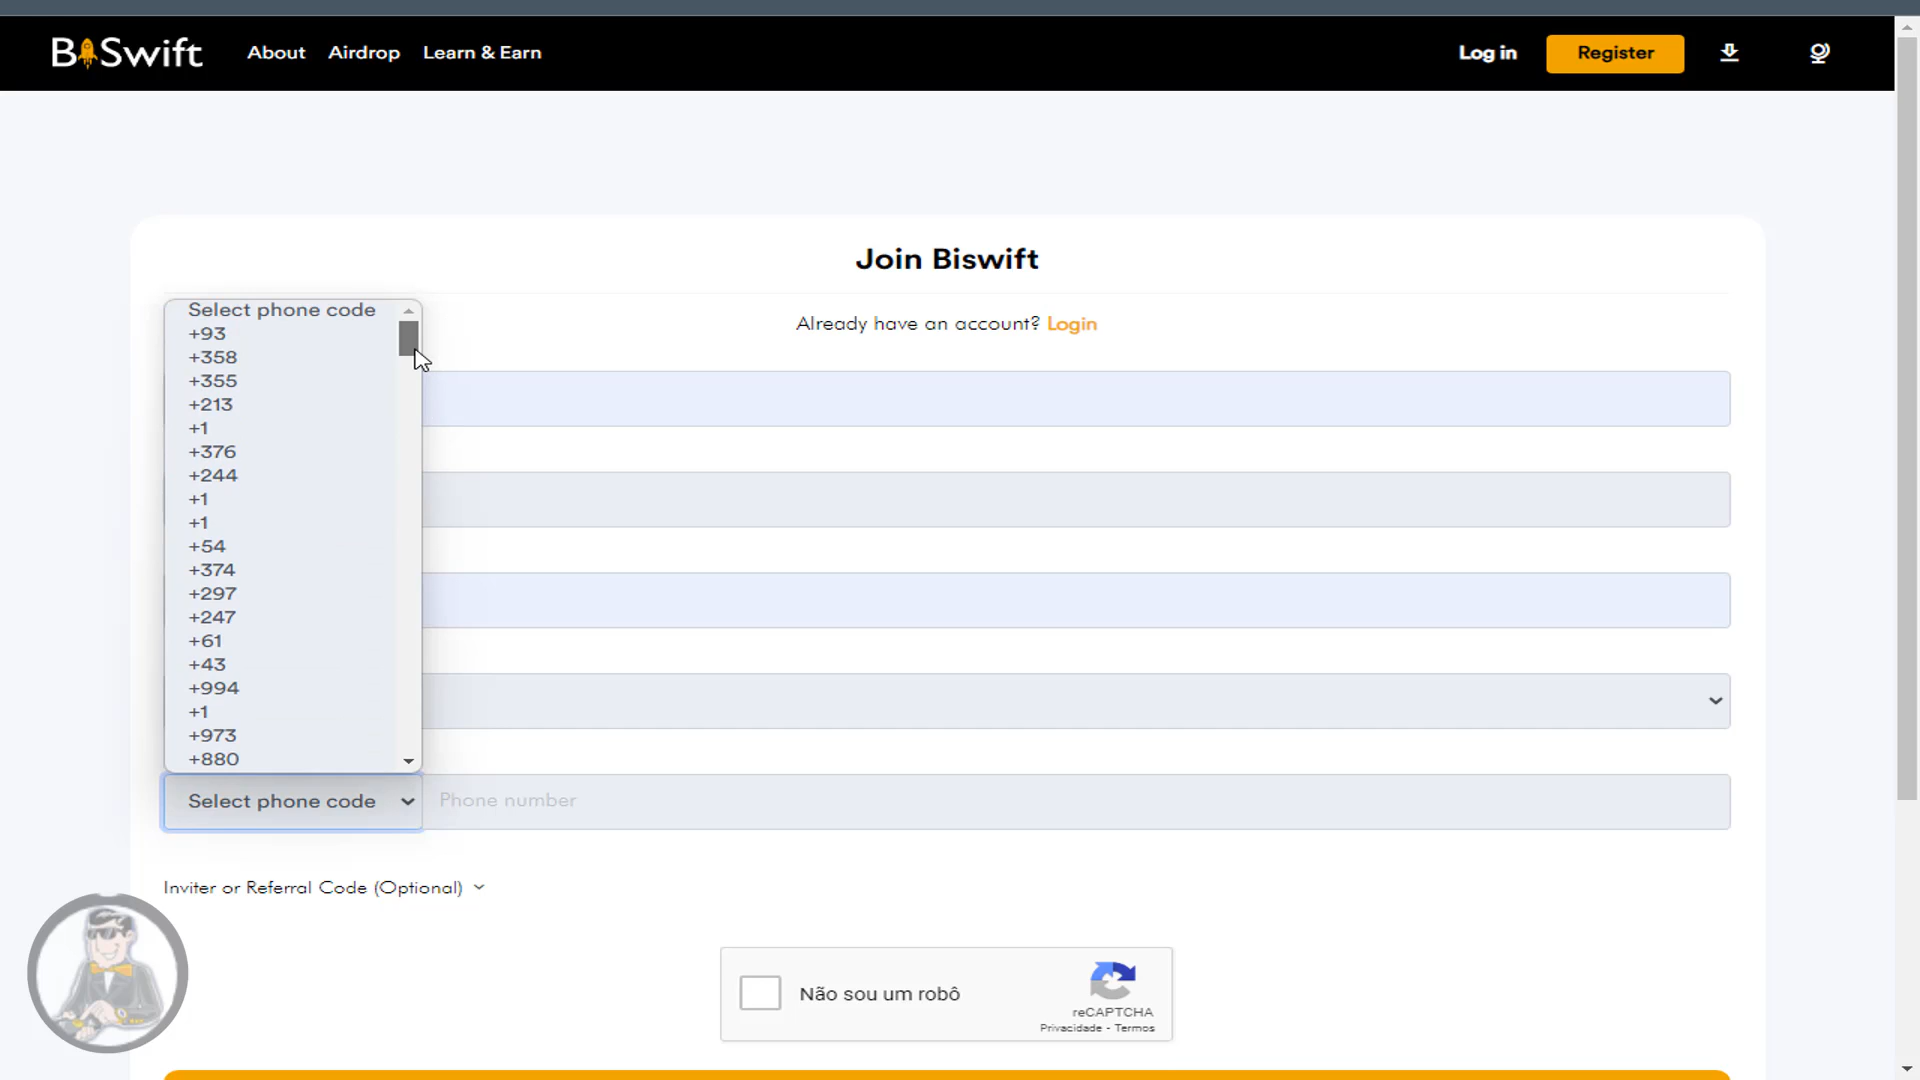 BiSwift
About Airdrop Learn & Earn
Log in Register
Join Biswift
Already have an account? Login
Select phone code
+93
+358
+355
+213
+1
+376
+244
+1
+1
+54
+374
+297
+247
+61
+43
+994
+1
+973
+880
Select phone code
Phone number
Inviter or Referral Code (Optional)
Não sou um robô
reCAPTCHA
Privacidade - Termos